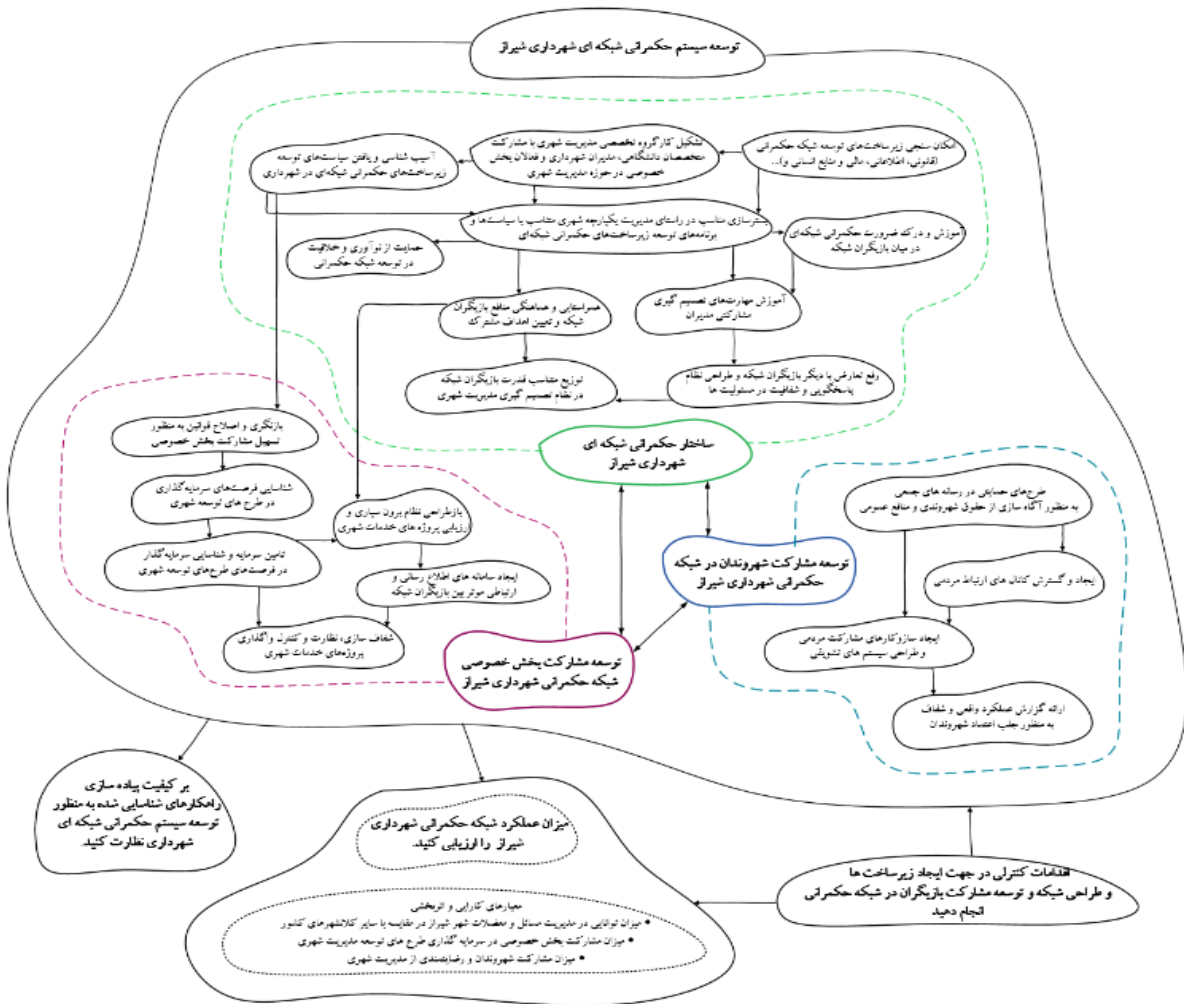 توسعه سیستم حکمرانی شبکه ای شهرداری شیراز
امکان سنجی زیرساخت‌های توسعه شبکه حکمرانی
(قانونی، اطلاعاتی، مالی و منابع انسانی و)...
تشکیل کارگروه تخصصی مدیریت شهری با مشارکت
متخصصان دانشگاهی، مدیران شهرداری و فعالان بخش
خصوصی در حوزه مدیریت شهری
آسیب شناسی و یافتن سیاست‌های توسعه
زیرساخت‌های حکمرانی شبکه‌ای در شهرداری
بسترسازی مناسب در راستای مدیریت یکپارچه شهری متناسب با سیاست‌ها و
برنامه‌های توسعه زیرساخت‌های حکمرانی شبکه‌ای
آموزش و درک ضرورت حکمرانی شبکه‌ای
در میان بازیگران شبکه
حمایت از نوآوری و خلاقیت
در توسعه شبکه حکمرانی
آموزش مهارت‌های تصمیم گیری
مشارکتی مدیران
همراستایی و هماهنگی منافع بازیگران
شبکه و تعیین اهداف مشترک
رفع تعارض با دیگر بازیگران شبکه و طراحی نظام
پاسخگویی و شفافیت در مسئولیت ها
توزیع متناسب قدرت بازیگران شبکه
در نظام تصمیم گیری مدیریت شهری
ساختار حکمرانی شبکه ای
شهرداری شیراز
بازنگری و اصلاح قوانین به منظور
تسهیل مشارکت بخش خصوصی
شناسایی فرصت‌های سرمایه‌گذاری
در طرح های توسعه شهری
بازطراحی نظام برون سپاری و
ارزیابی پروژه های خدمات شهری
تامین سرمایه و شناسایی سرمایه‌گذار
در فرصت‌های طرح‌های توسعه شهری
ایجاد سامانه های اطلاع رسانی و
ارتباطی موثر بین بازیگران شبکه
شفاف سازی، نظارت و کنترل واگذاری
پروژه‌های خدمات شهری
توسعه مشارکت بخش خصوصی
شبکه حکمرانی شهرداری شیراز
توسعه مشارکت شهروندان در شبکه
حکمرانی شهرداری شیراز
طرح‌های حمایتی در رسانه های جمعی
به منظور آگاه سازی از حقوق شهروندی و منافع عمومی
ایجاد و گسترش کانال های ارتباط مردمی
ایجاد سازوکارهای مشارکت مردمی
و طراحی سیستم های تشویقی
ارائه گزارش عملکرد واقعی و شفاف
به منظور جلب اعتماد شهروندان
بر کیفیت پیاده سازی
راهکارهای شناسایی شده به منظور
توسعه سیستم حکمرانی شبکه ای
شهرداری نظارت کنید.
میزان عملکرد شبکه حکمرانی شهرداری
شیراز را ارزیابی کنید.
معیارهای کارایی و اثربخشی
• میزان توانایی در مدیریت مسائل و معضلات شهر شیراز در مقایسه با سایر کلانشهرهای کشور
• میزان مشارکت بخش خصوصی در سرمایه گذاری طرح های توسعه مدیریت شهری
• میزان مشارکت شهروندان و رضایتمندی از مدیریت شهری
اقدامات کنترلی در جهت ایجاد زیرساخت ها
و طراحی شبکه و توسعه مشارکت بازیگران در شبکه حکمرانی
انجام دهید